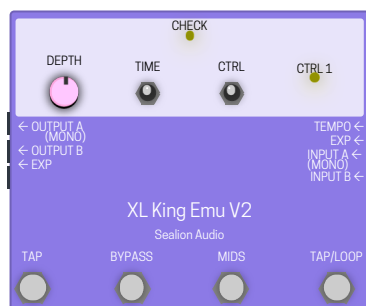 CHECK
DEPTH
TIME
CTRL
CTRL 1
← OUTPUT A
(MONO)
← OUTPUT B
← EXP
TEMPO ←
EXP ←
INPUT A ←
(MONO)
INPUT B ←
XL King Emu V2
Sealion Audio
TAP
BYPASS
MIDS
TAP/LOOP